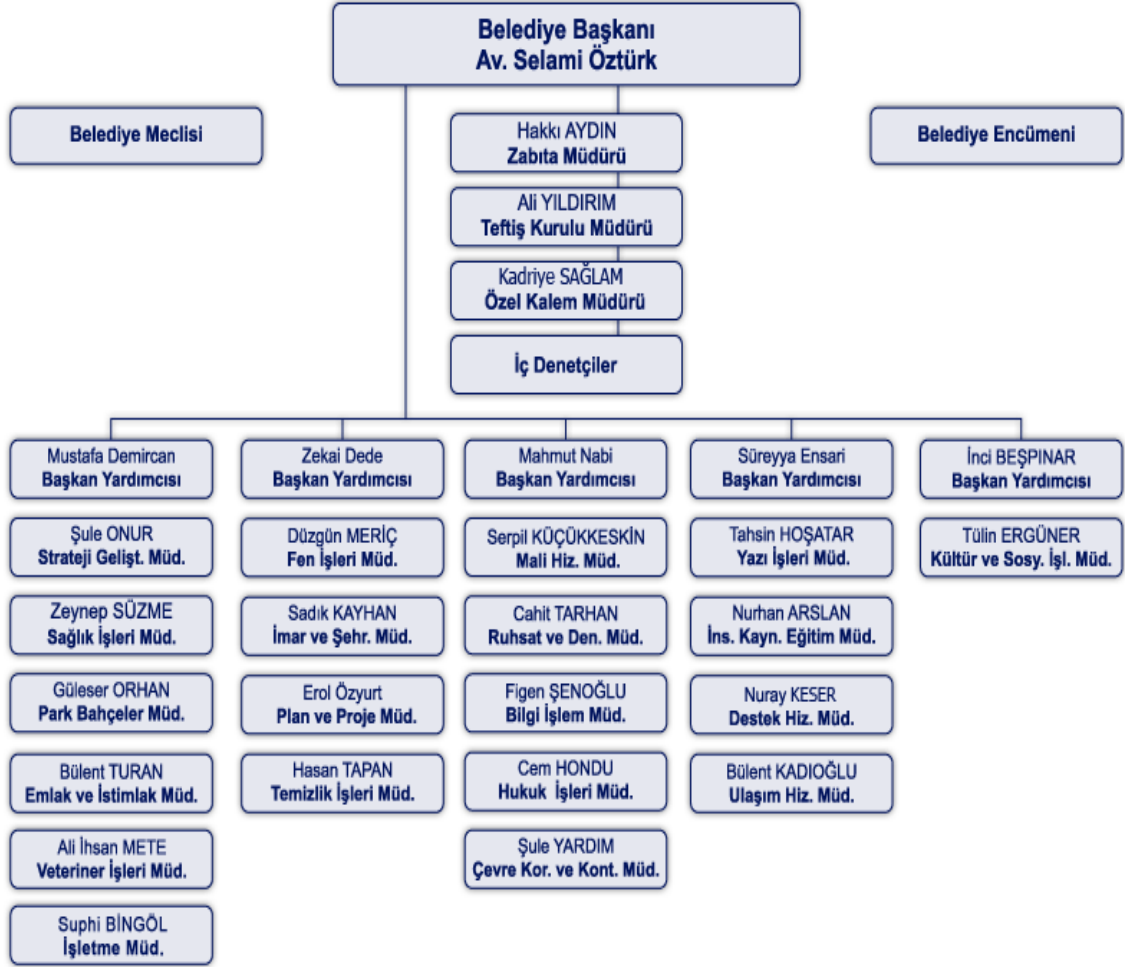 Belediye Başkanı
Av. Selami Öztürk
Belediye Meclisi
Hakkı AYDIN
Zabıta Müdürü
Belediye Encümeni
Ali YILDIRIM
Teftiş Kurulu Müdürü
Kadriye SAĞLAM
Özel Kalem Müdürü
İç Denetçiler
Mustafa Demircan
Başkan Yardımcısı
Şule ONUR
Strateji Gelişt. Müd.
Zeynep SÜZME
Sağlık İşleri Müd.
Güleser ORHAN
Park Bahçeler Müd.
Bülent TURAN
Emlak ve İstimlak Müd.
Ali İhsan METE
Veteriner İşleri Müd.
Suphi BİNGÖL
İşletme Müd.
Zekai Dede
Başkan Yardımcısı
Düzgün MERİÇ
Fen İşleri Müd.
Sadık KAYHAN
İmar ve Şehr. Müd.
Erol Özyurt
Plan ve Proje Müd.
Hasan TAPAN
Temizlik İşleri Müd.
Mahmut Nabi
Başkan Yardımcısı
Serpil KÜÇÜKKESKİN
Mali Hiz. Müd.
Cahit TARHAN
Ruhsat ve Den. Müd.
Figen ŞENOĞLU
Bilgi İşlem Müd.
Cem HONDU
Hukuk İşleri Müd.
Şule YARDIM
Çevre Kor. ve Kont. Müd.
Süreyya Ensari
Başkan Yardımcısı
Tahsin HOŞATAR
Yazı İşleri Müd.
Nurhan ARSLAN
İns. Kayn. Eğitim Müd.
Nuray KESER
Destek Hiz. Müd.
Bülent KADIOĞLU
Ulaşım Hiz. Müd.
İnci BEŞPINAR
Başkan Yardımcısı
Tülin ERGÜNER
Kültür ve Sosy. İşl. Müd.